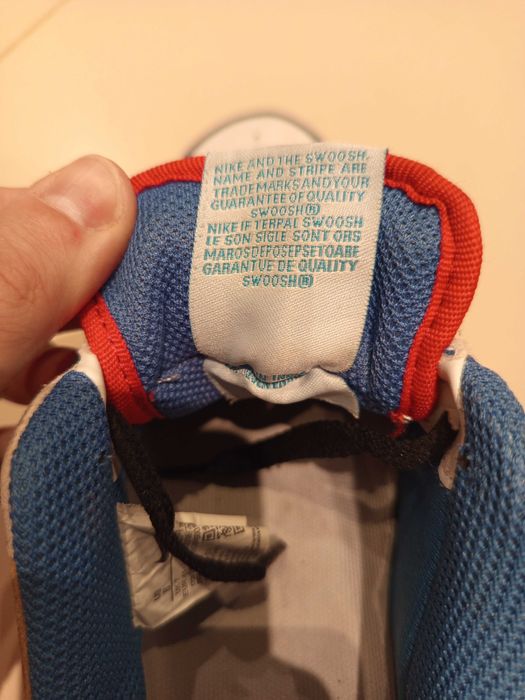 NIKE AND THE SWOOSH,
NAME AND STRIPE ARE
TRADEMARKS AND YOUR
GUARANTEE OF QUALITY
SWOOSH®
NIKE IF TERPAL SWOOSH
LE SON SIGLE SONT ORS
MAROSDEPOSEPSETOARE
GARANTUE DE QUALITY
SWOOSH®